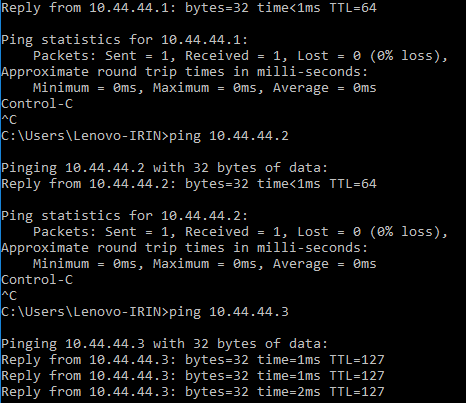 Reply from 10.44.44.1: bytes=32 time<1ms TTL=64

Ping statistics for 10.44.44.1:
    Packets: Sent = 1, Received = 1, Lost = 0 (0% loss),
Approximate round trip times in milli-seconds:
    Minimum = 0ms, Maximum = 0ms, Average = 0ms
Control-C
^C
C:\Users\Lenovo-IRIN>ping 10.44.44.2

Pinging 10.44.44.2 with 32 bytes of data:
Reply from 10.44.44.2: bytes=32 time<1ms TTL=64

Ping statistics for 10.44.44.2:
    Packets: Sent = 1, Received = 1, Lost = 0 (0% loss),
Approximate round trip times in milli-seconds:
    Minimum = 0ms, Maximum = 0ms, Average = 0ms
Control-C
^C
C:\Users\Lenovo-IRIN>ping 10.44.44.3

Pinging 10.44.44.3 with 32 bytes of data:
Reply from 10.44.44.3: bytes=32 time=1ms TTL=127
Reply from 10.44.44.3: bytes=32 time=1ms TTL=127
Reply from 10.44.44.3: bytes=32 time=2ms TTL=127